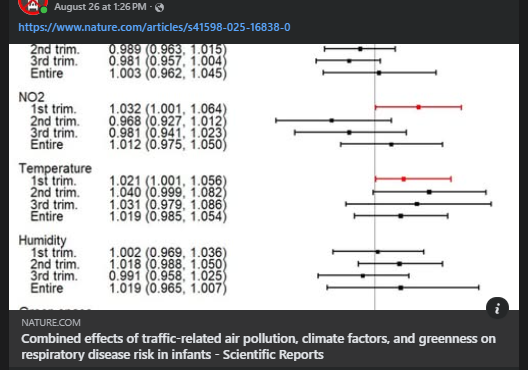 August 26 at 1:26 PM ·
https://www.nature.com/articles/s41598-025-16838-0
2nd trim. 0.989 (0.963, 1.015)
3rd trim. 0.981 (0.957, 1.004)
Entire 1.003 (0.962, 1.045)
NO2
1st trim. 1.032 (1.001, 1.064)
2nd trim. 0.968 (0.927, 1.012)
3rd trim. 0.981 (0.941, 1.023)
Entire 1.012 (0.975, 1.050)
Temperature
1st trim. 1.021 (1.001, 1.056)
2nd trim. 1.040 (0.999, 1.082)
3rd trim. 1.031 (0.979, 1.086)
Entire 1.019 (0.985, 1.054)
Humidity
1st trim. 1.002 (0.969, 1.036)
2nd trim. 1.018 (0.988, 1.050)
3rd trim. 0.991 (0.958, 1.025)
Entire 1.019 (0.965, 1.007)
i
NATURE.COM
Combined effects of traffic-related air pollution, climate factors, and greenness on
respiratory disease risk in infants - Scientific Reports